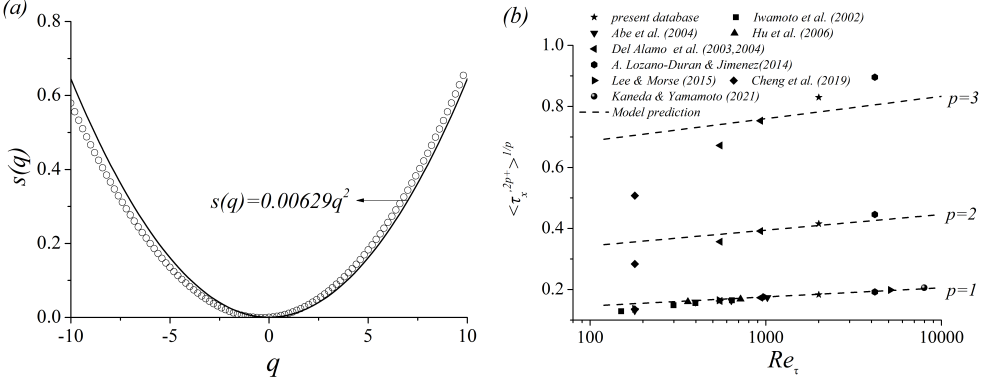 (a)
0.8
0.6
0.4
0.2
0.0
s(q)
s(q)=0.00629q²
-10 -5 0 5 10
q
(b)
present database Iwamoto et al. (2002)
Abe et al. (2004) Hu et al. (2006)
Del Alamo et al. (2003,2004)
A. Lozano-Duran & Jimenez(2014)
Lee & Morse (2015) Cheng et al. (2019)
Kaneda & Yamamoto (2021)
Model prediction
1.0
0.8
0.6
0.4
0.2
<τₓ'²ᵖ⁺>¹/ᵖ
p=3
p=2
p=1
100 1000 10000
Re_τ